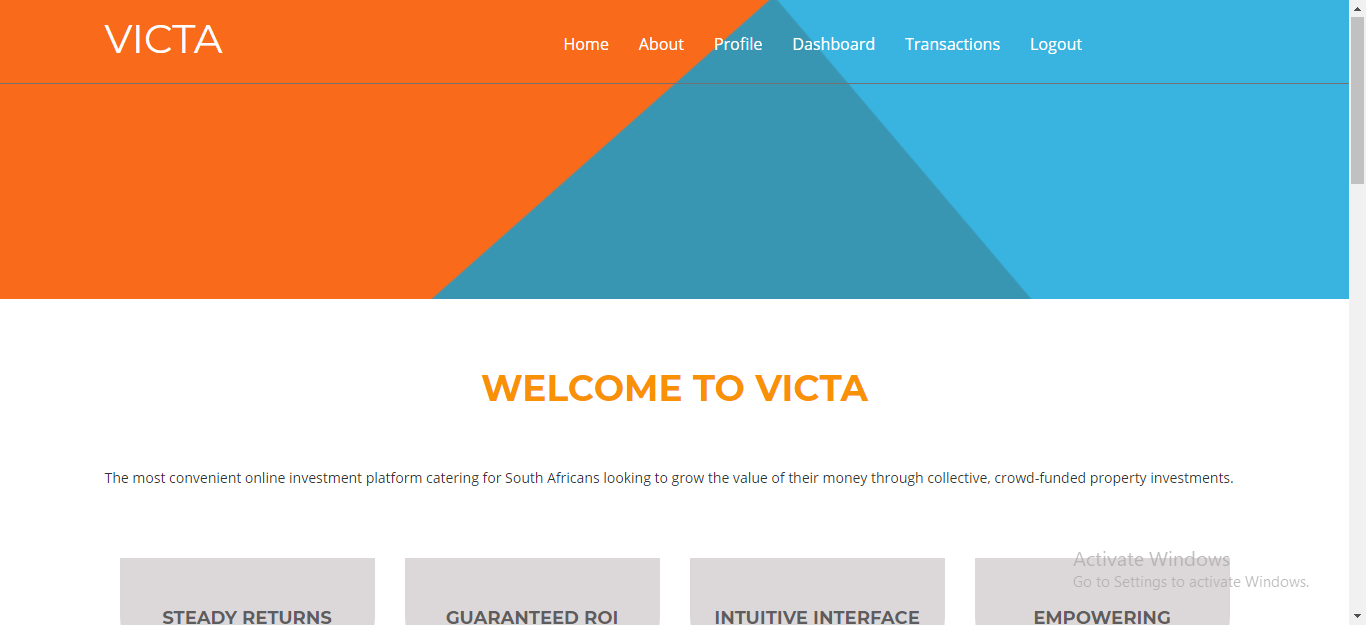 VICTA
Home About Profile Dashboard Transactions Logout
WELCOME TO VICTA
The most convenient online investment platform catering for South Africans looking to grow the value of their money through collective, crowd-funded property investments.
Activate Windows
Go to Settings to activate Windows.
STEADY RETURNS
GUARANTEED ROI
INTUITIVE INTERFACE
EMPOWERING